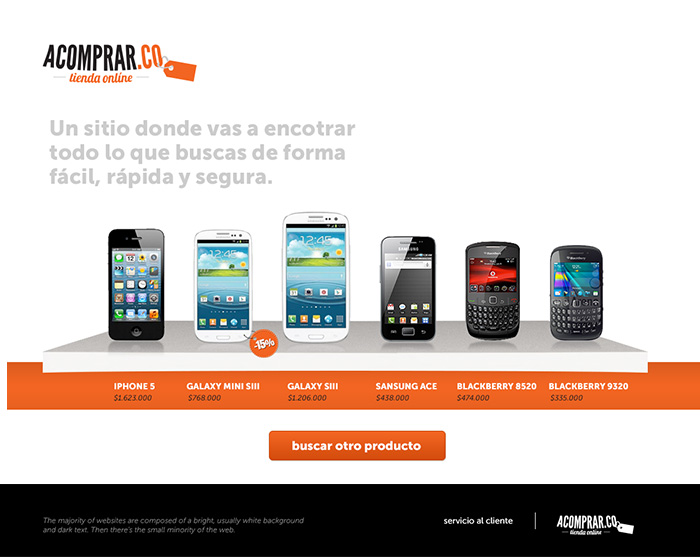 ACOMPRAR.CO
tienda online
Un sitio donde vas a encotrar
todo lo que buscas de forma
fácil, rápida y segura.
-15%
IPHONE 5 GALAXY MINI SIII GALAXY SIII SANSUNG ACE BLACKBERRY 8520 BLACKBERRY 9320
$1.623.000 $768.000 $1.206.000 $438.000 $474.000 $335.000
buscar otro producto
The majority of websites are composed of a bright, usually white background
and dark text. Then there's the small minority of the web.
servicio al cliente
ACOMPRAR.CO
tienda online